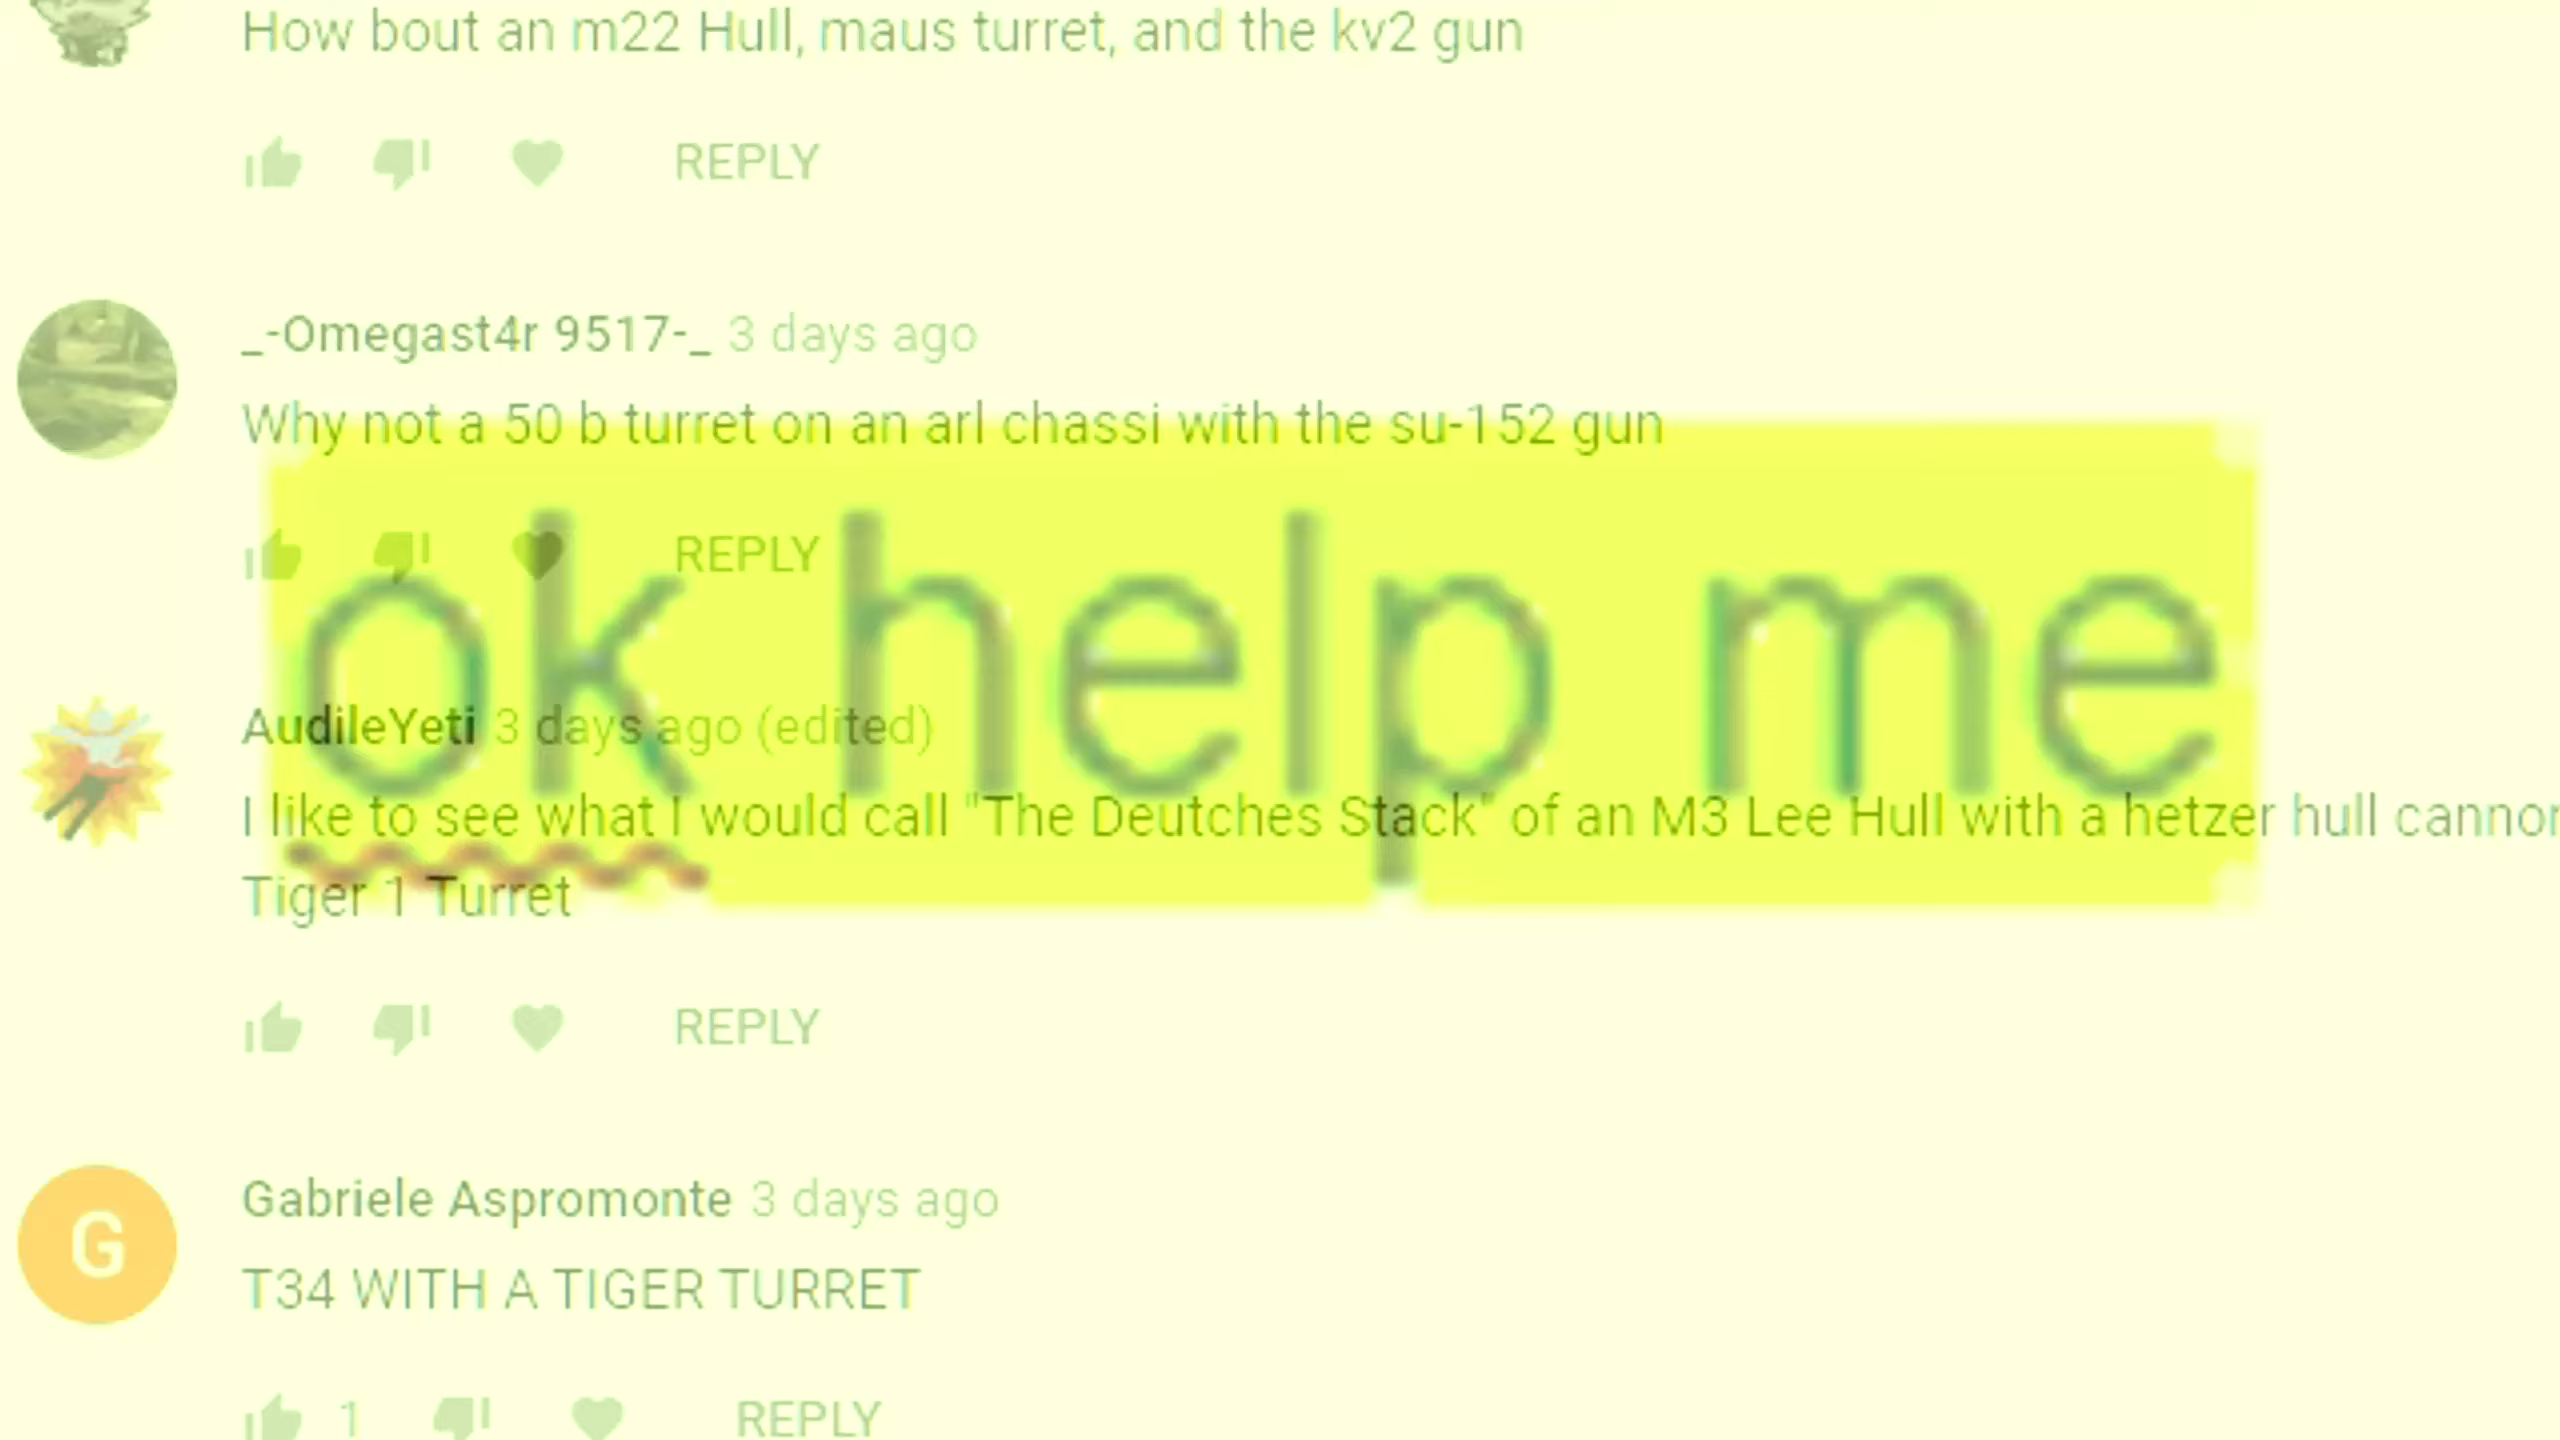 How bout an m22 Hull, maus turret, and the kv2 gun
REPLY
_-Omegast4r 9517-_ 3 days ago
Why not a 50 b turret on an arl chassi with the su-152 gun
REPLY
ok help me
AudileYeti 3 days ago (edited)
I like to see what I would call "The Deutches Stack" of an M3 Lee Hull with a hetzer hull cannon
Tiger 1 Turret
REPLY
G
Gabriele Aspromonte 3 days ago
T34 WITH A TIGER TURRET
1 REPLY